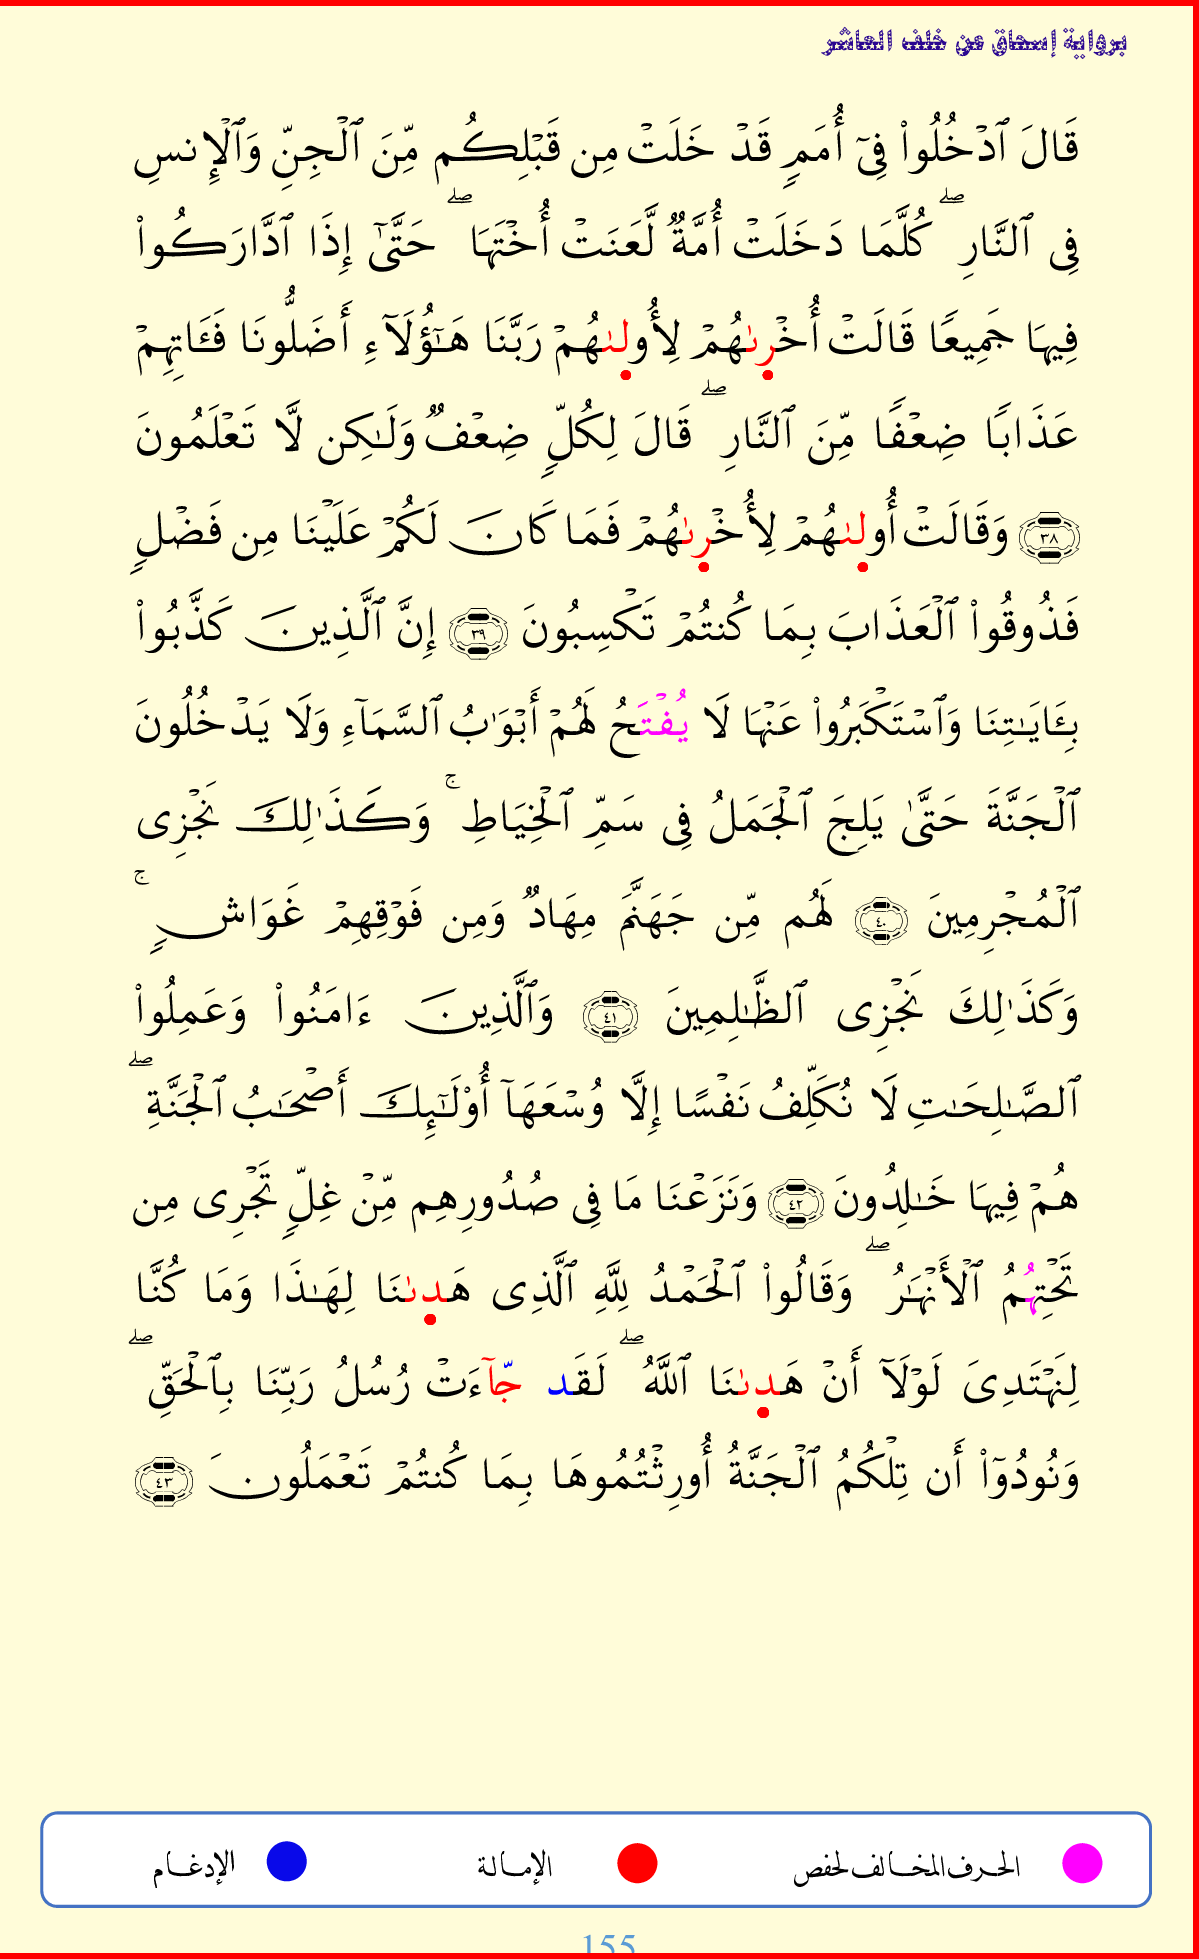 برواية إسحاق عن خلف العاشر
قَالَ ٱدْخُلُوا۟ فِىٓ أُمَمٍۢ قَدْ خَلَتْ مِن قَبْلِكُم مِّنَ ٱلْجِنِّ وَٱلْإِنسِ
فِى ٱلنَّارِ ۖ كُلَّمَا دَخَلَتْ أُمَّةٌۭ لَّعَنَتْ أُخْتَهَا ۖ حَتَّىٰٓ إِذَا ٱدَّارَكُوا۟
فِيهَا جَمِيعًۭا قَالَتْ أُخْرِىٰهُمْ لِأُولِىٰهُمْ رَبَّنَا هَـٰٓؤُلَآءِ أَضَلُّونَا فَـَٔاتِهِمْ
عَذَابًۭا ضِعْفًۭا مِّنَ ٱلنَّارِ ۖ قَالَ لِكُلٍّۢ ضِعْفٌۭ وَلَـٰكِن لَّا تَعْلَمُونَ
٣٨ وَقَالَتْ أُولِىٰهُمْ لِأُخْرِىٰهُمْ فَمَا كَانَ لَكُمْ عَلَيْنَا مِن فَضْلٍۢ
فَذُوقُوا۟ ٱلْعَذَابَ بِمَا كُنتُمْ تَكْسِبُونَ ٣٩ إِنَّ ٱلَّذِينَ كَذَّبُوا۟
بِـَٔايَـٰتِنَا وَٱسْتَكْبَرُوا۟ عَنْهَا لَا يُفْتَحُ لَهُمْ أَبْوَٰبُ ٱلسَّمَآءِ وَلَا يَدْخُلُونَ
ٱلْجَنَّةَ حَتَّىٰ يَلِجَ ٱلْجَمَلُ فِى سَمِّ ٱلْخِيَاطِ ۚ وَكَذَٰلِكَ نَجْزِى
ٱلْمُجْرِمِينَ ٤٠ لَهُم مِّن جَهَنَّمَ مِهَادٌۭ وَمِن فَوْقِهِمْ غَوَاشٍۢ ۚ
وَكَذَٰلِكَ نَجْزِى ٱلظَّـٰلِمِينَ ٤١ وَٱلَّذِينَ ءَامَنُوا۟ وَعَمِلُوا۟
ٱلصَّـٰلِحَـٰتِ لَا نُكَلِّفُ نَفْسًا إِلَّا وُسْعَهَآ أُو۟لَـٰٓئِكَ أَصْحَـٰبُ ٱلْجَنَّةِ ۖ
هُمْ فِيهَا خَـٰلِدُونَ ٤٢ وَنَزَعْنَا مَا فِى صُدُورِهِم مِّنْ غِلٍّۢ تَجْرِى مِن
تَحْتِهُمُ ٱلْأَنْهَـٰرُ ۖ وَقَالُوا۟ ٱلْحَمْدُ لِلَّهِ ٱلَّذِى هَدِىٰنَا لِهَـٰذَا وَمَا كُنَّا
لِنَهْتَدِىَ لَوْلَآ أَنْ هَدِىٰنَا ٱللَّهُ ۖ لَقَد جَّآءَتْ رُسُلُ رَبِّنَا بِٱلْحَقِّ ۖ
وَنُودُوٓا۟ أَن تِلْكُمُ ٱلْجَنَّةُ أُورِثْتُمُوهَا بِمَا كُنتُمْ تَعْمَلُونَ ٤٣
الحرف المخالف لحفص الإمالة الإدغام
155